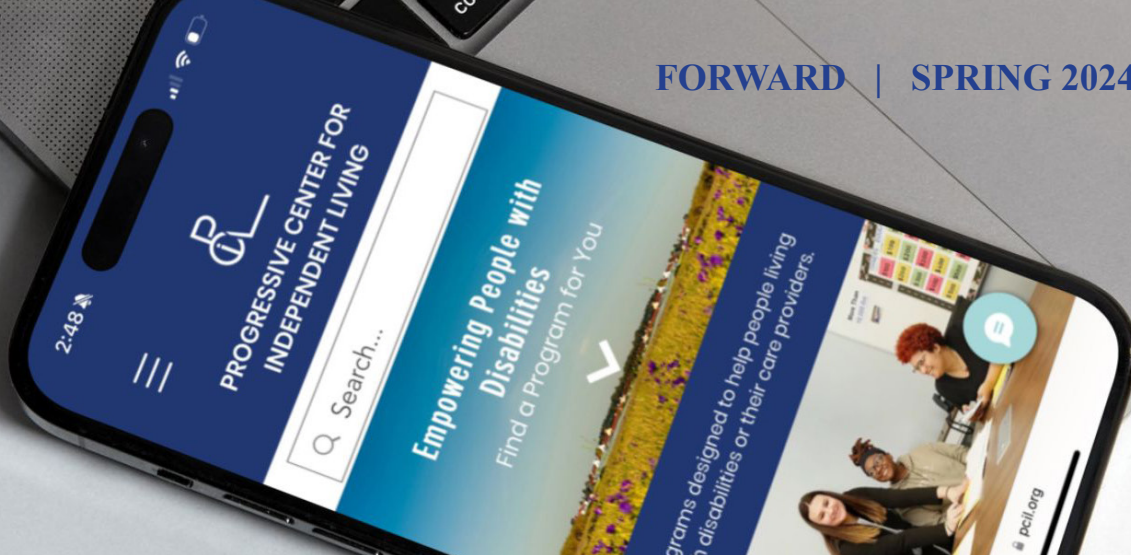 FORWARD | SPRING 2024
2:48
PCIL
PROGRESSIVE CENTER FOR
INDEPENDENT LIVING
Search...
Empowering People with
Disabilities
Find a Program for You
designed to help people living
disabilities or their care providers.
pcil.org